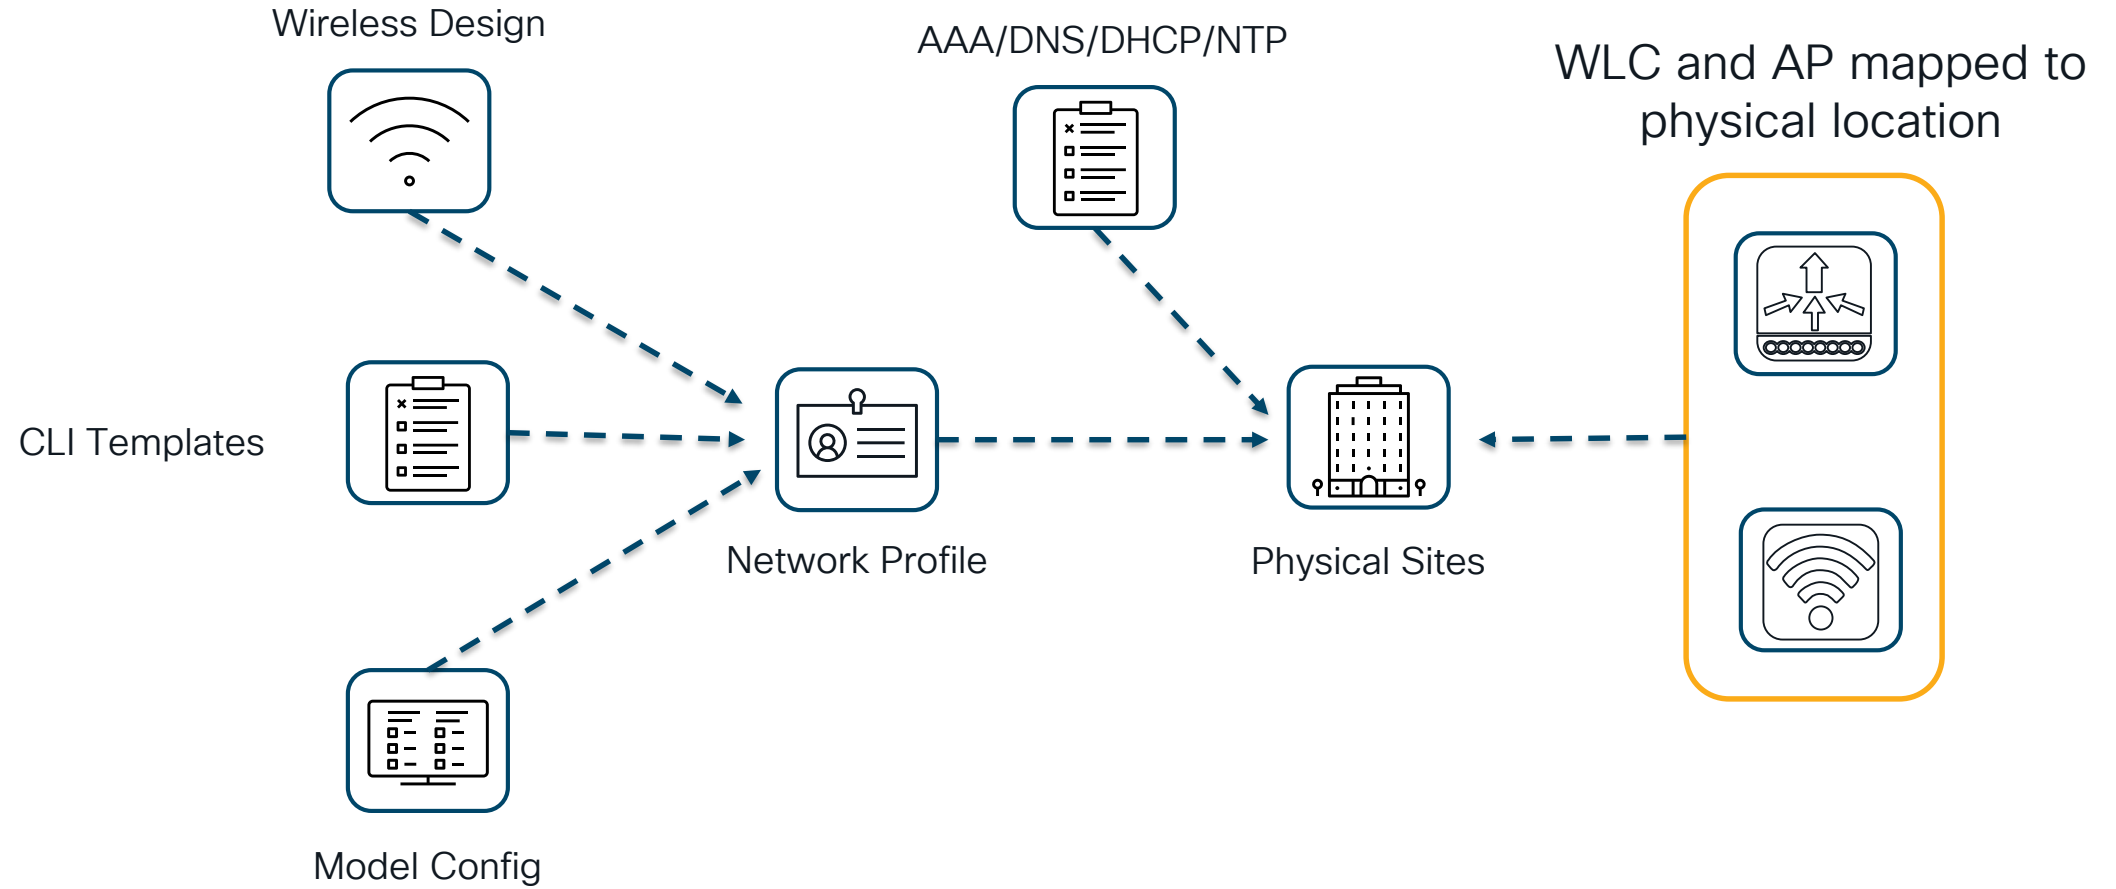 Wireless Design
AAA/DNS/DHCP/NTP
WLC and AP mapped to
physical location
CLI Templates
Network Profile
Physical Sites
Model Config